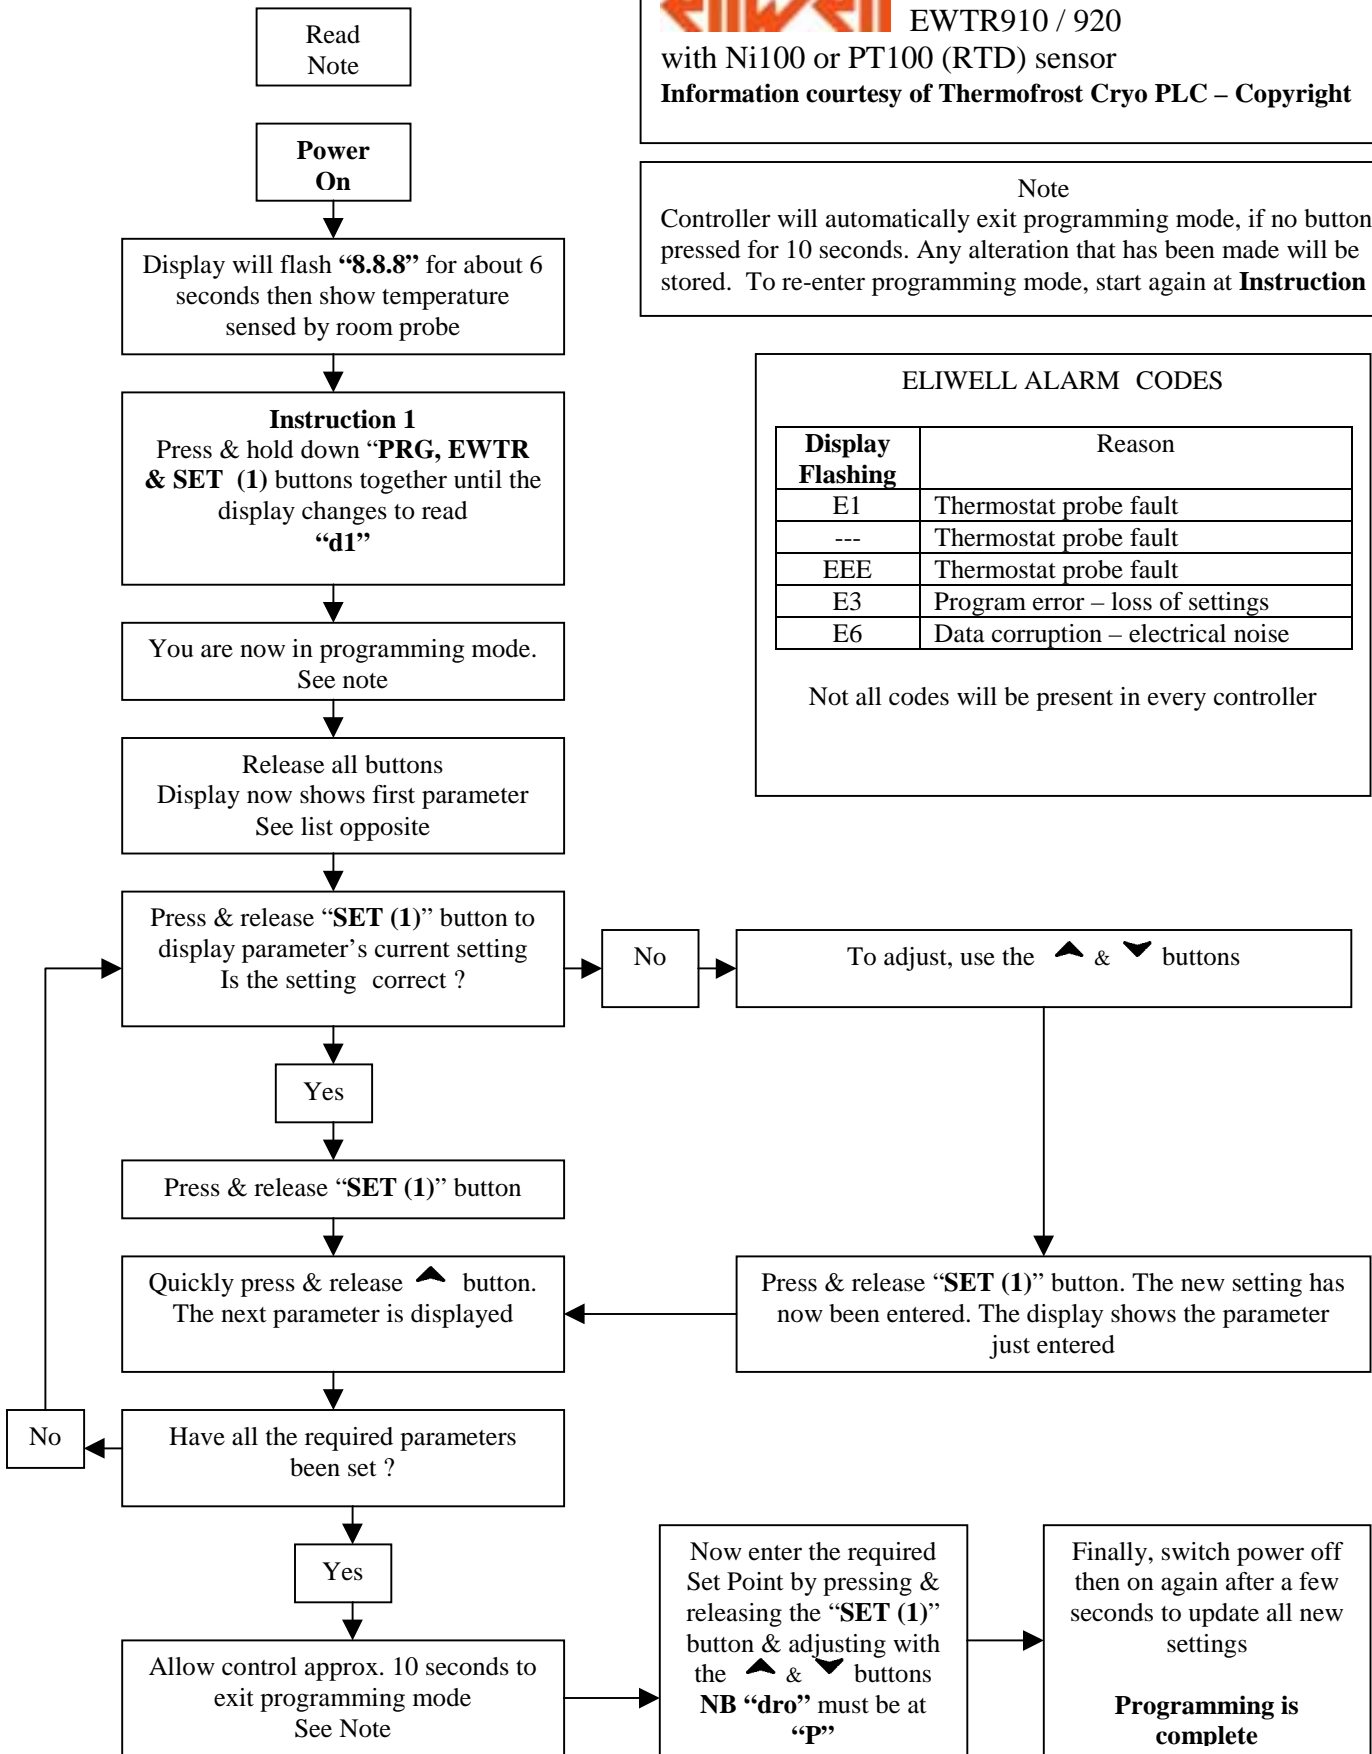 Read
Note
Power
On
Display will flash “8.8.8” for about 6
seconds then show temperature
sensed by room probe
Instruction 1
Press & hold down “PRG, EWTR
& SET (1) buttons together until the
display changes to read
“d1”
You are now in programming mode.
See note
Release all buttons
Display now shows first parameter
See list opposite
Press & release “SET (1)” button to
display parameter’s current setting
Is the setting correct ?
No
To adjust, use the & buttons
Yes
Press & release “SET (1)” button
Quickly press & release button.
The next parameter is displayed
Press & release “SET (1)” button. The new setting has
now been entered. The display shows the parameter
just entered
No
Have all the required parameters
been set ?
Yes
Allow control approx. 10 seconds to
exit programming mode
See Note
Now enter the required
Set Point by pressing &
releasing the “SET (1)”
button & adjusting with
the & buttons
NB “dro” must be at
“P”
Finally, switch power off
then on again after a few
seconds to update all new
settings
Programming is
complete
eliwell
EWTR910 / 920
with Ni100 or PT100 (RTD) sensor
Information courtesy of Thermofrost Cryo PLC – Copyright
Note
Controller will automatically exit programming mode, if no button
pressed for 10 seconds. Any alteration that has been made will be
stored. To re-enter programming mode, start again at Instruction
ELIWELL ALARM CODES
Display Flashing Reason
E1 Thermostat probe fault
--- Thermostat probe fault
EEE Thermostat probe fault
E3 Program error – loss of settings
E6 Data corruption – electrical noise
Not all codes will be present in every controller